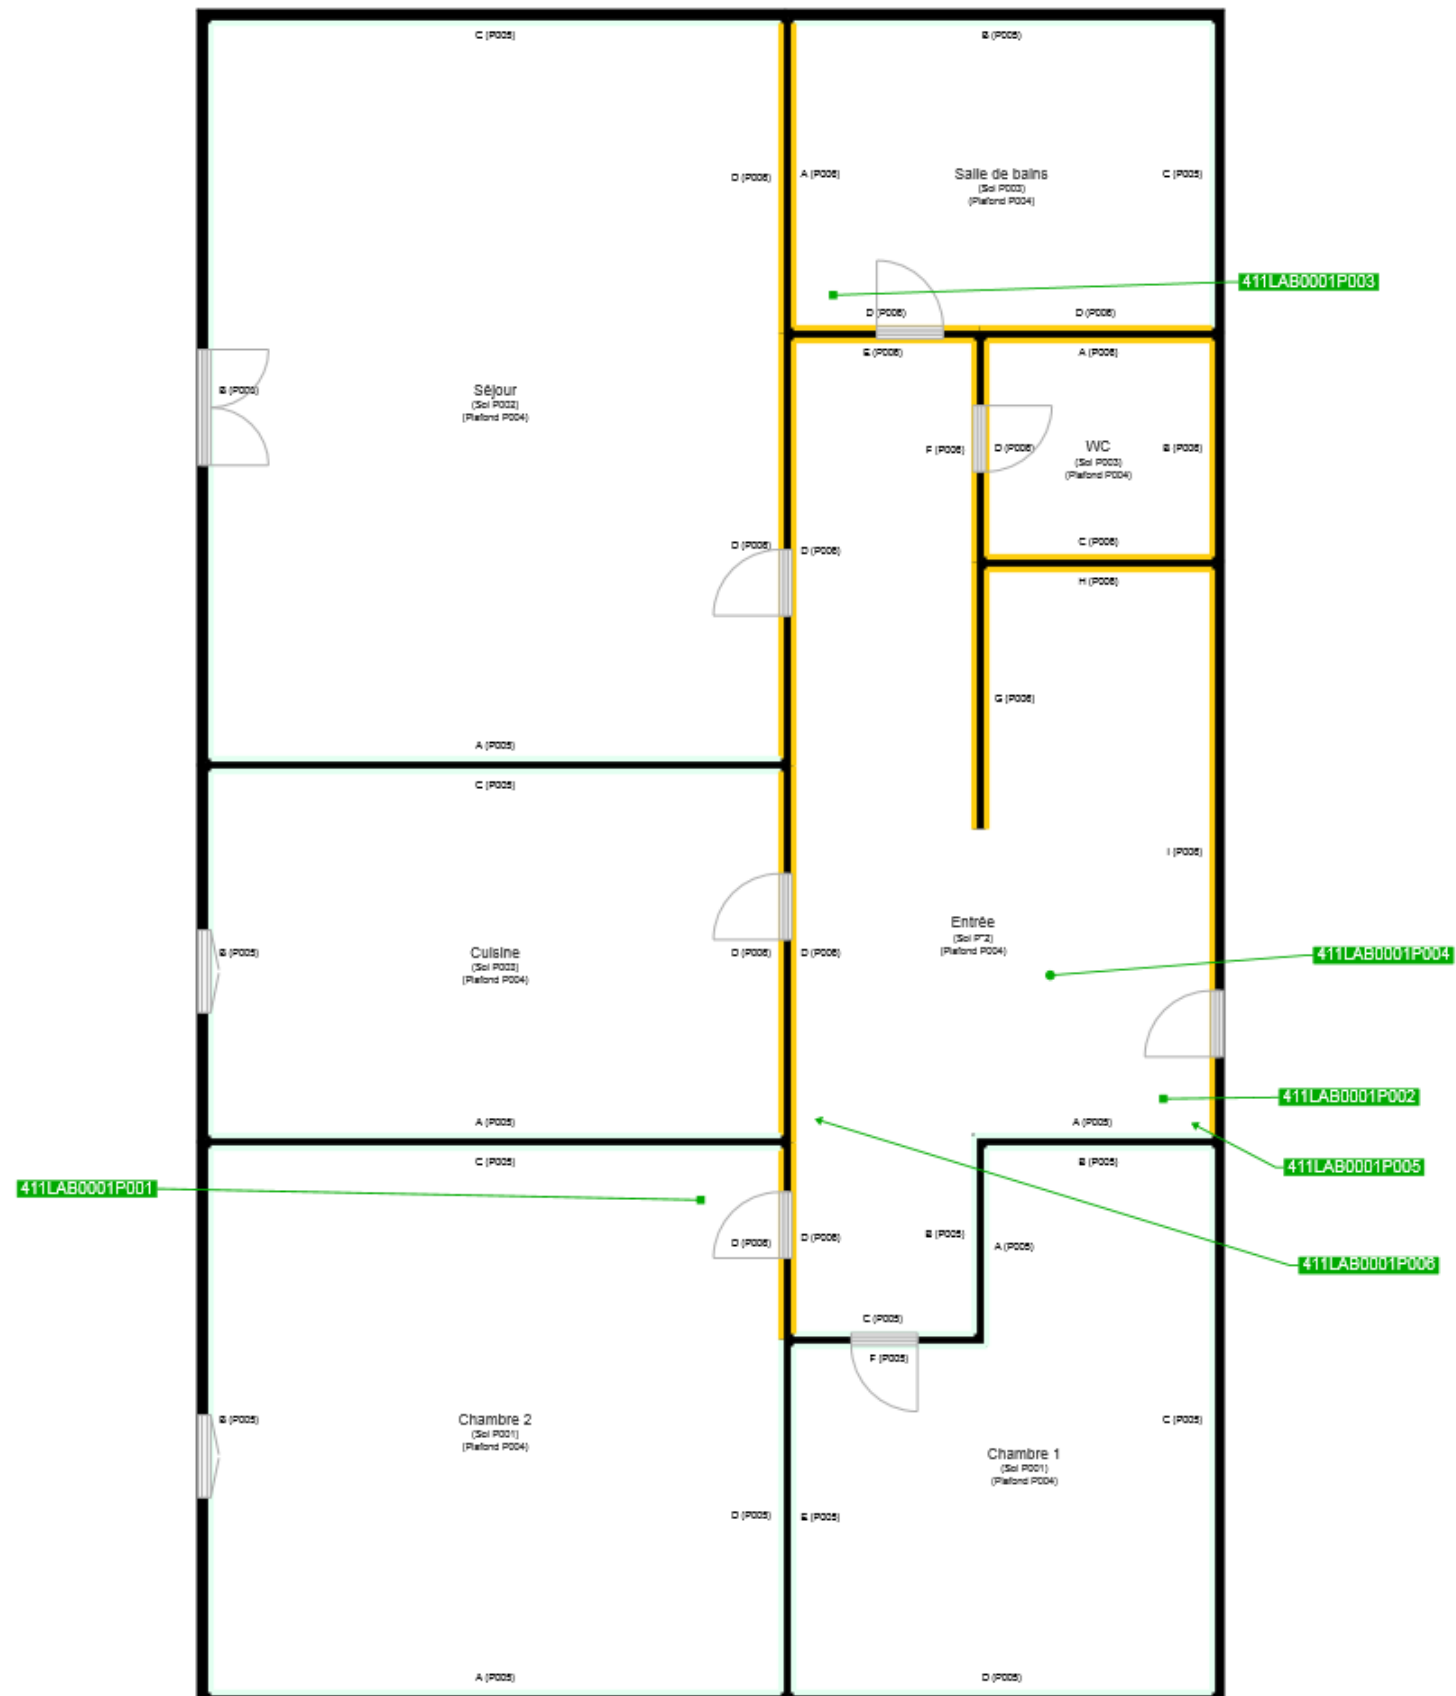 C (P005)
B (P005)
D (P006)
A (P006)
Salle de bains
(Sol P003)
(Plafond P004)
C (P005)
411LAB0001P003
D (P006)
D (P006)
E (P006)
A (P006)
B (P005)
Séjour
(Sol P002)
(Plafond P004)
F (P006)
D (P006)
WC
(Sol P003)
(Plafond P004)
B (P006)
D (P006)
D (P006)
C (P006)
H (P006)
G (P006)
A (P005)
C (P005)
I (P006)
Entrée
(Plafond P004)
B (P005)
Cuisine
(Sol P003)
(Plafond P004)
D (P006)
D (P006)
411LAB0001P004
411LAB0001P002
A (P005)
A (P005)
C (P005)
B (P005)
411LAB0001P005
411LAB0001P001
D (P006)
D (P006)
B (P005)
A (P005)
411LAB0001P006
C (P005)
F (P005)
B (P005)
Chambre 2
(Sol P001)
(Plafond P004)
C (P005)
Chambre 1
(Sol P001)
(Plafond P004)
D (P005)
E (P005)
A (P005)
D (P005)